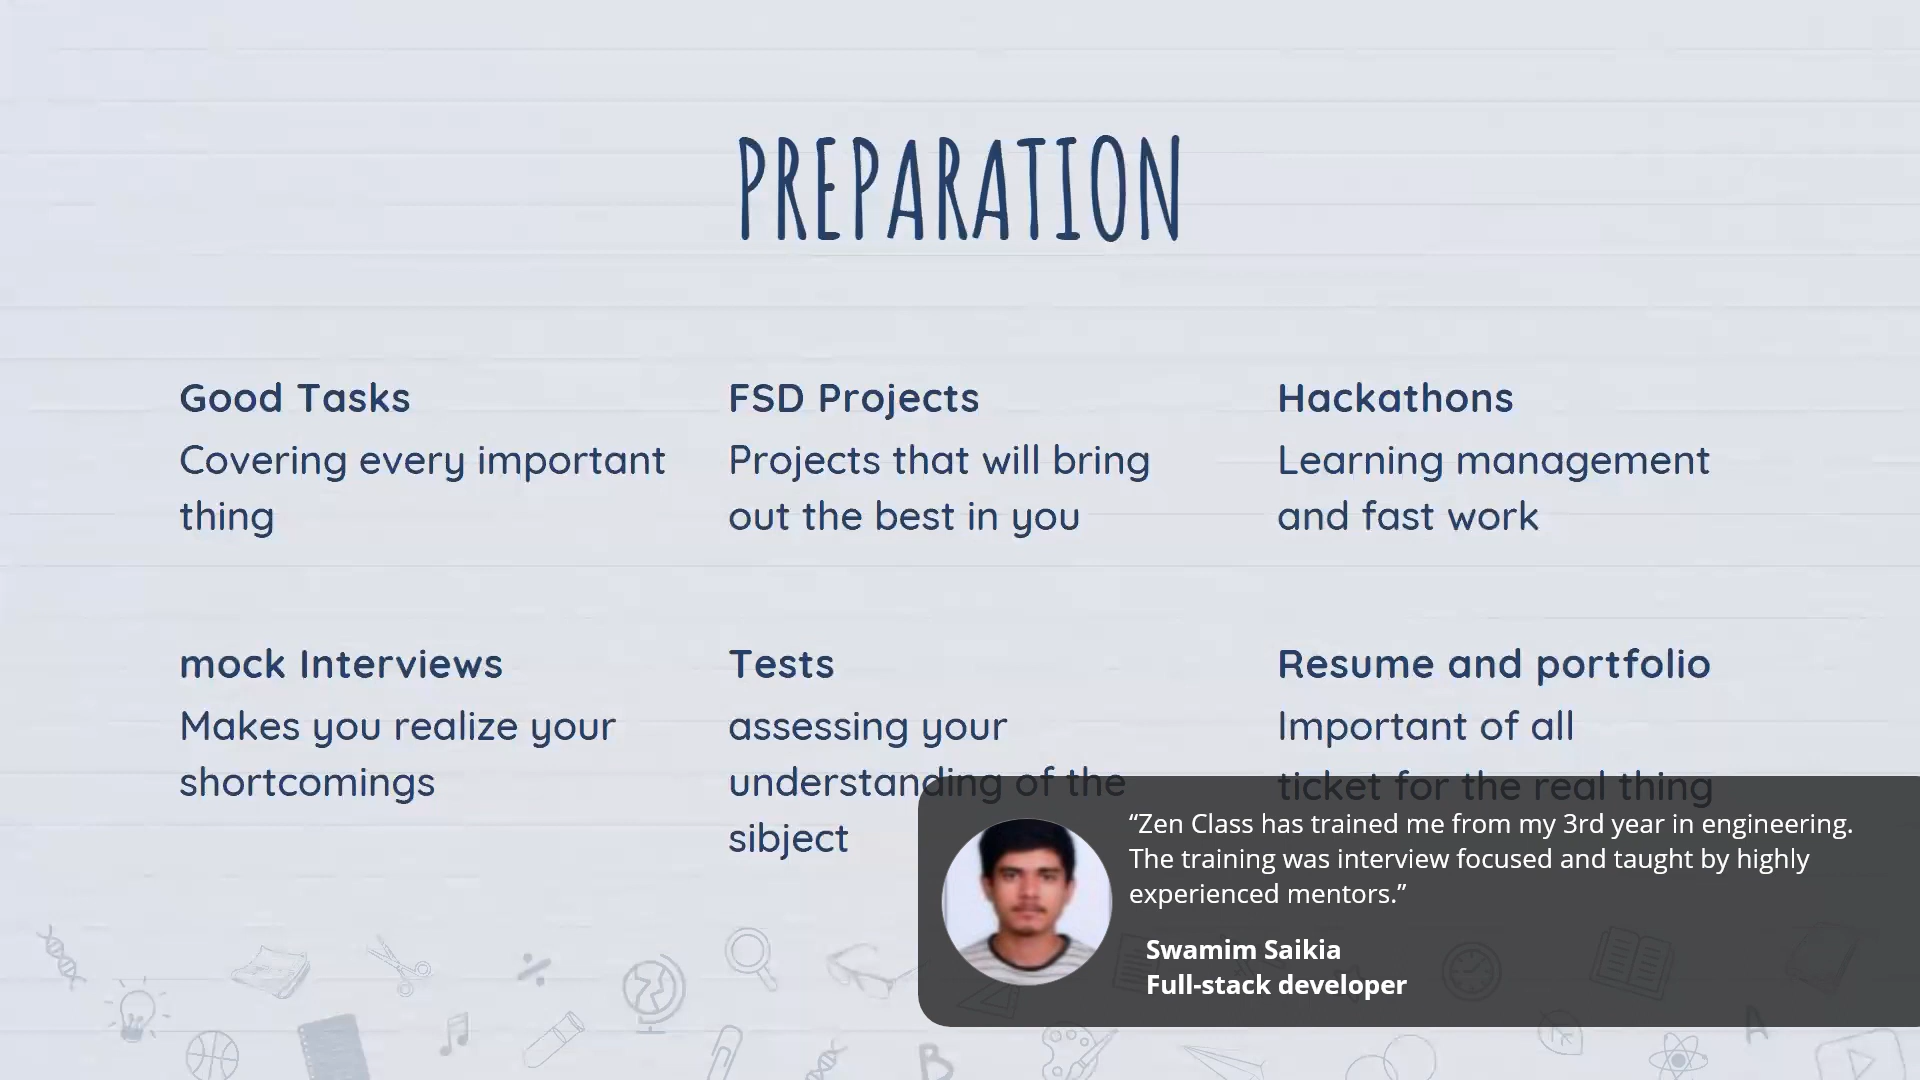 PREPARATION
Good Tasks
Covering every important
thing
FSD Projects
Projects that will bring
out the best in you
Hackathons
Learning management
and fast work
mock Interviews
Makes you realize your
shortcomings
Tests
assessing your
understanding of the
sibject
Resume and portfolio
Important of all
ticket for the real thing
“Zen Class has trained me from my 3rd year in engineering.
The training was interview focused and taught by highly
experienced mentors.”
Swamim Saikia
Full-stack developer
B
A